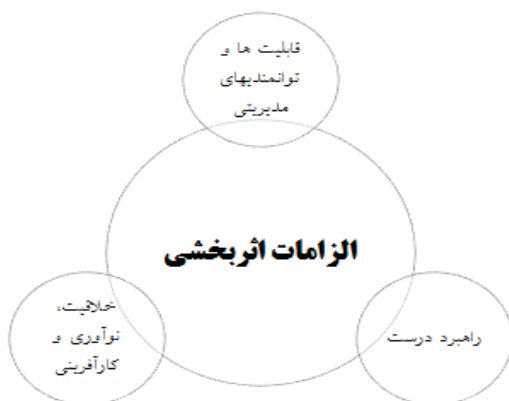 قابلیت ها و
توانمندیهای
مدیریتی
الزامات اثربخشی
راهبرد درست
خلاقیت،
نوآوری و
کارآفرینی